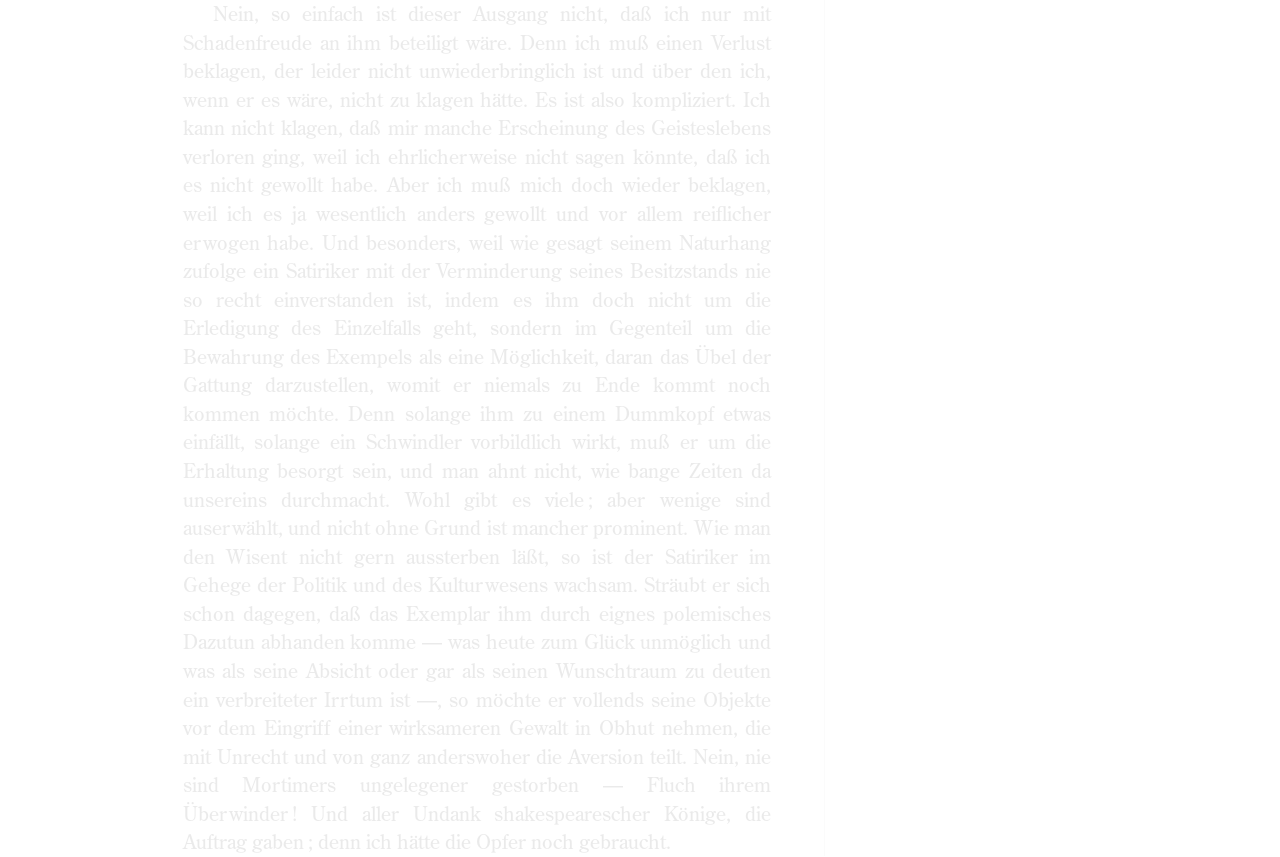 Nein, so einfach ist dieser Ausgang nicht, daß ich nur mit
Schadenfreude an ihm beteiligt wäre. Denn ich muß einen Verlust
beklagen, der leider nicht unwiederbringlich ist und über den ich,
wenn er es wäre, nicht zu klagen hätte. Es ist also kompliziert. Ich
kann nicht klagen, daß mir manche Erscheinung des Geisteslebens
verloren ging, weil ich ehrlicherweise nicht sagen könnte, daß ich
es nicht gewollt habe. Aber ich muß mich doch wieder beklagen,
weil ich es ja wesentlich anders gewollt und vor allem reiflicher
erwogen habe. Und besonders, weil wie gesagt seinem Naturhang
zufolge ein Satiriker mit der Verminderung seines Besitzstands nie
so recht einverstanden ist, indem es ihm doch nicht um die
Erledigung des Einzelfalls geht, sondern im Gegenteil um die
Bewahrung des Exempels als eine Möglichkeit, daran das Übel der
Gattung darzustellen, womit er niemals zu Ende kommt noch
kommen möchte. Denn solange ihm zu einem Dummkopf etwas
einfällt, solange ein Schwindler vorbildlich wirkt, muß er um die
Erhaltung besorgt sein, und man ahnt nicht, wie bange Zeiten da
unsereins durchmacht. Wohl gibt es viele; aber wenige sind
auserwählt, und nicht ohne Grund ist mancher prominent. Wie man
den Wisent nicht gern aussterben läßt, so ist der Satiriker im
Gehege der Politik und des Kulturwesens wachsam. Sträubt er sich
schon dagegen, daß das Exemplar ihm durch eignes polemisches
Dazutun abhanden komme — was heute zum Glück unmöglich und
was als seine Absicht oder gar als seinen Wunschtraum zu deuten
ein verbreiteter Irrtum ist —, so möchte er vollends seine Objekte
vor dem Eingriff einer wirksameren Gewalt in Obhut nehmen, die
mit Unrecht und von ganz anderswoher die Aversion teilt. Nein, nie
sind Mortimers ungelegener gestorben — Fluch ihrem
Überwinder! Und aller Undank shakespearescher Könige, die
Auftrag gaben; denn ich hätte die Opfer noch gebraucht.